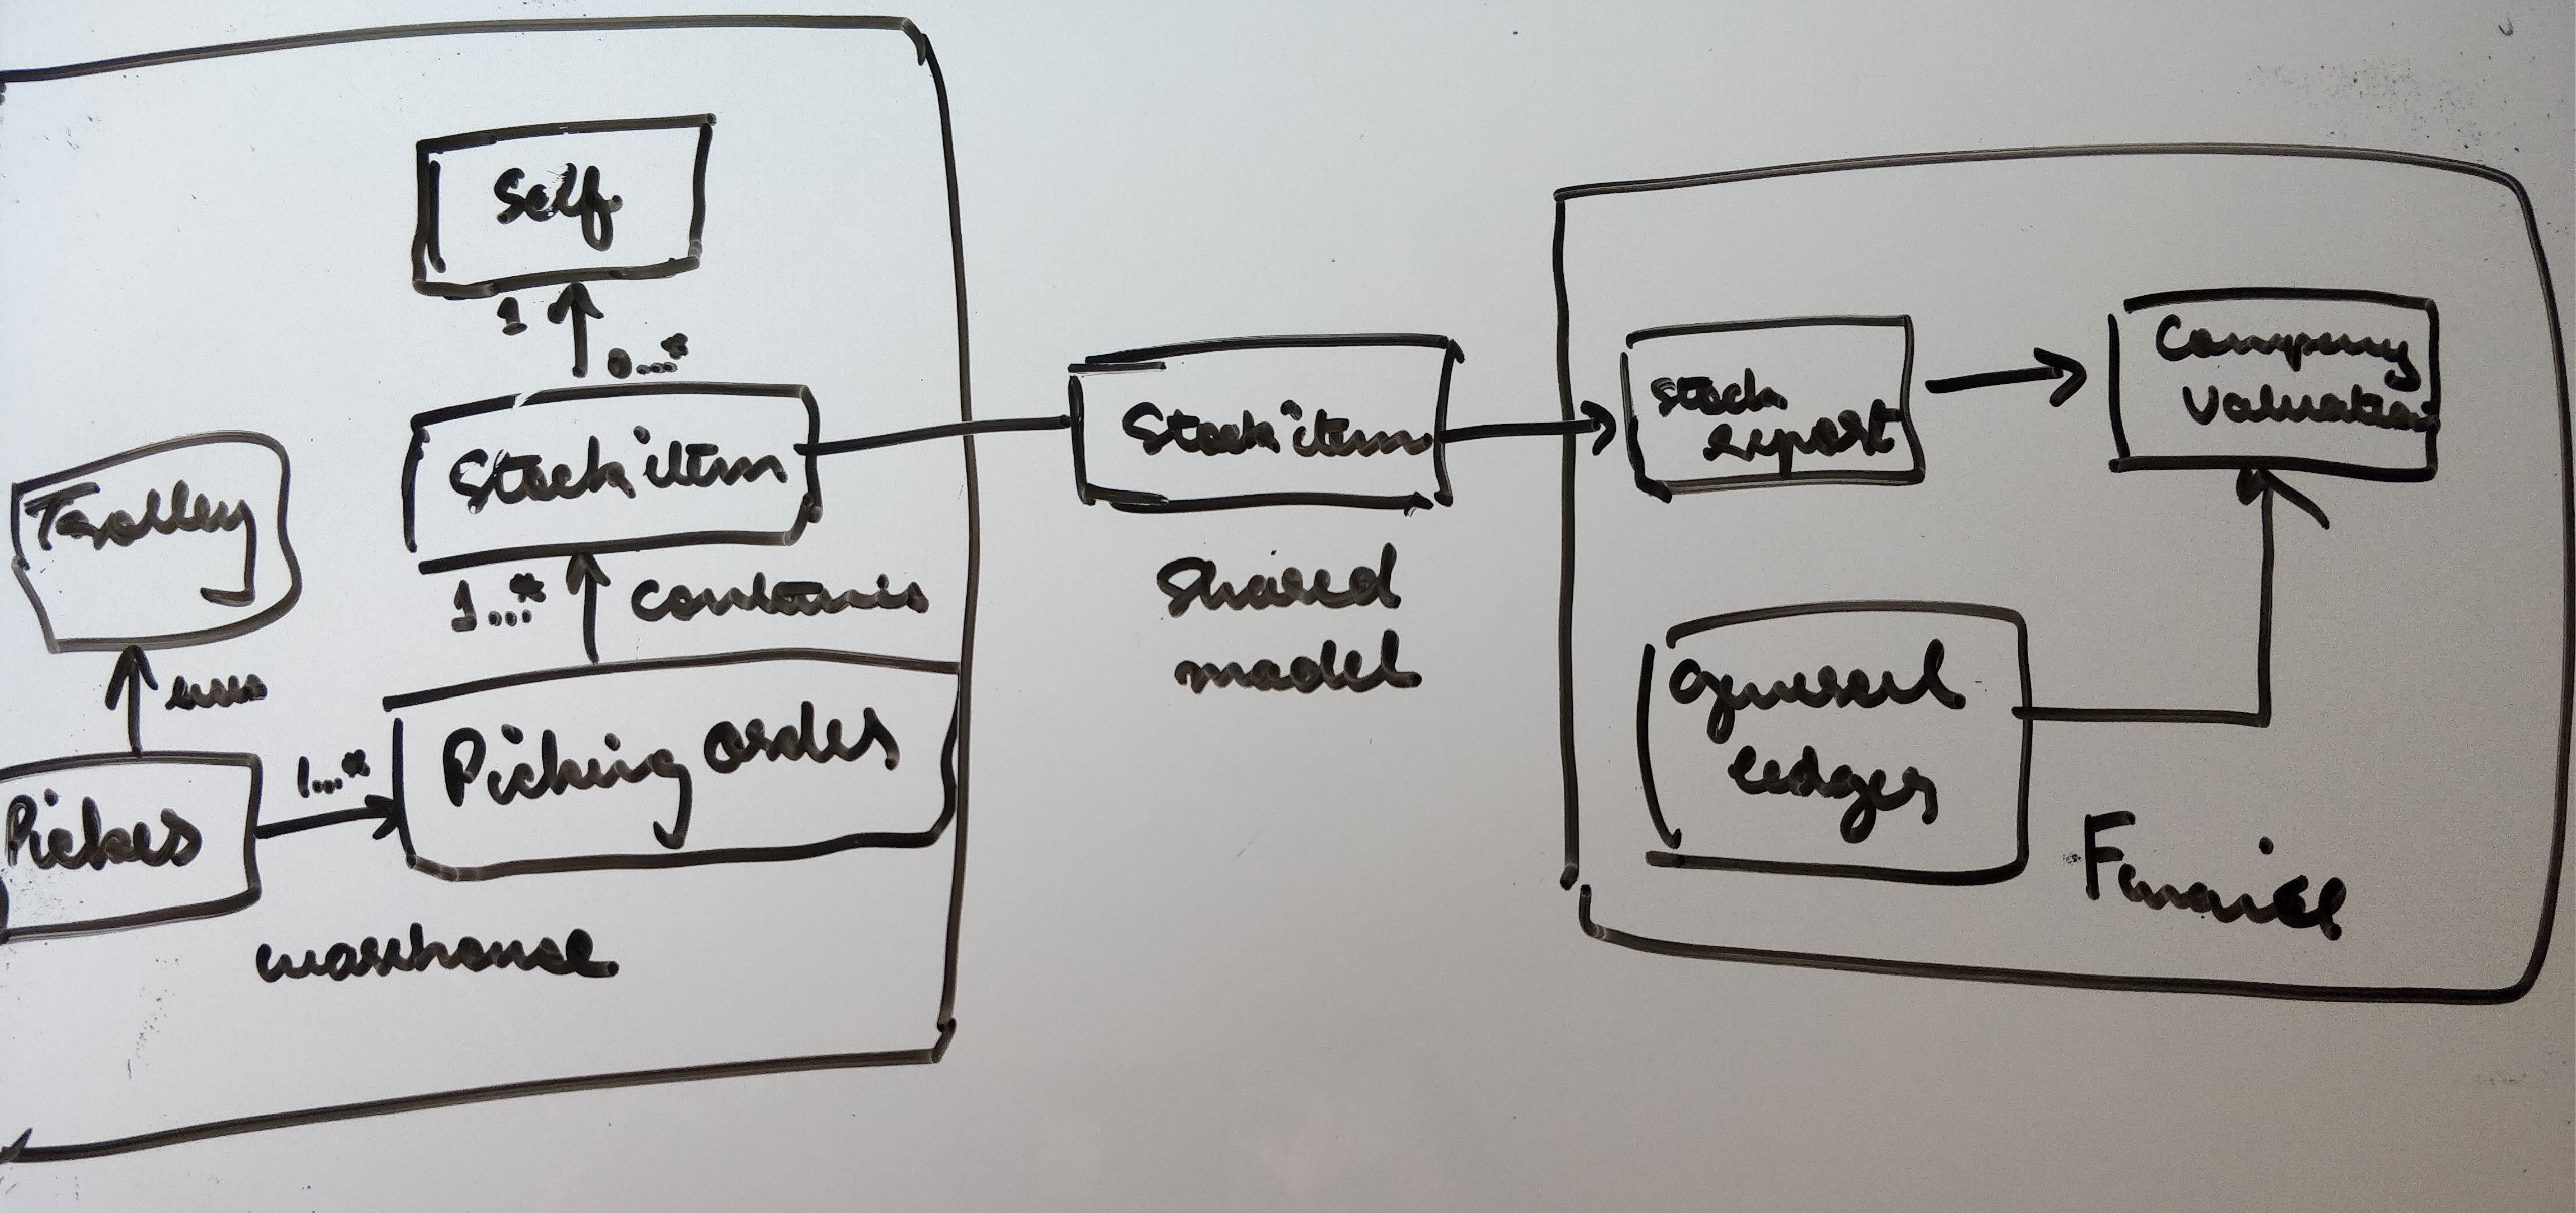 Self
1
0...*
Stock item
Trolley
1...*
contains
uses
Picker
1...*
Picking order
warehouse
Stock item
Shared
model
Stock
report
Company
Valuation
General
ledger
Finance